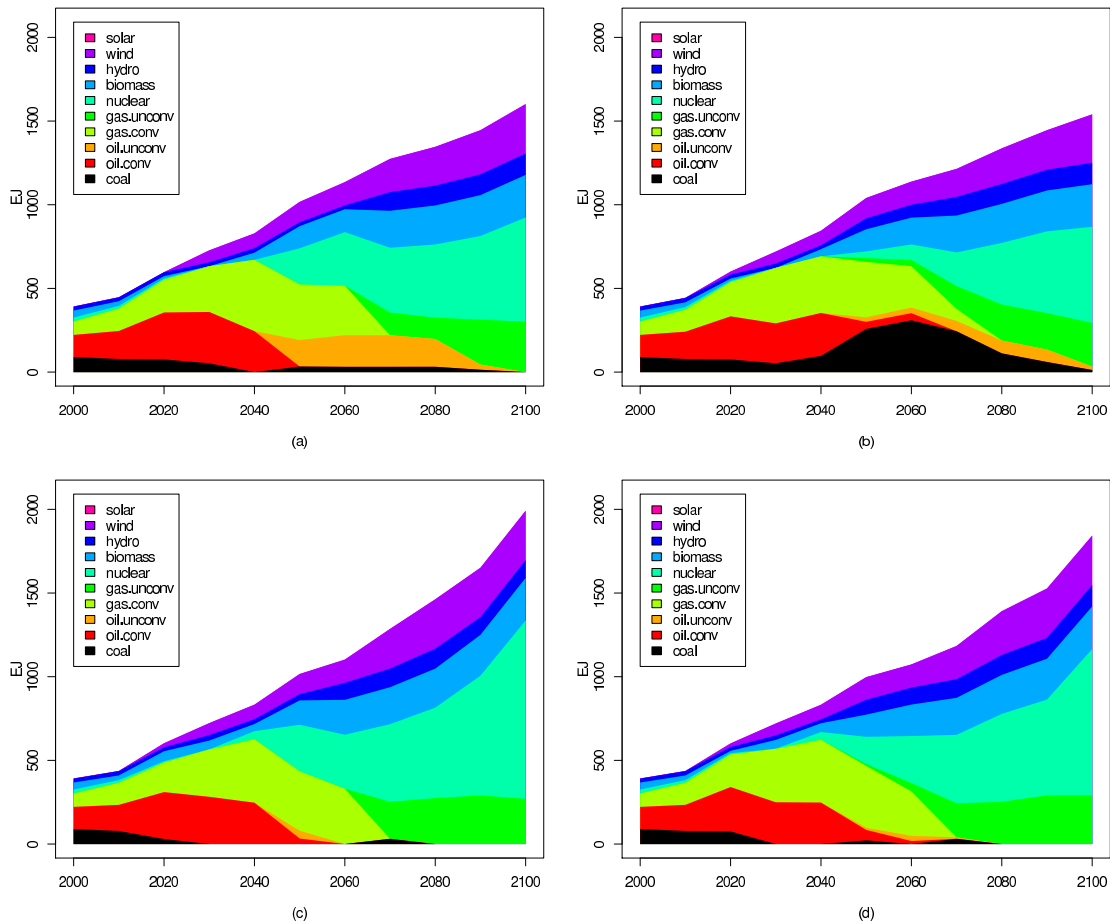 2000
1500
1000
500
0
EJ
solar
wind
hydro
biomass
nuclear
gas.unconv
gas.conv
oil.unconv
oil.conv
coal
2000 2020 2040 2060 2080 2100
(a)
2000
1500
1000
500
0
EJ
solar
wind
hydro
biomass
nuclear
gas.unconv
gas.conv
oil.unconv
oil.conv
coal
2000 2020 2040 2060 2080 2100
(b)
2000
1500
1000
500
0
EJ
solar
wind
hydro
biomass
nuclear
gas.unconv
gas.conv
oil.unconv
oil.conv
coal
2000 2020 2040 2060 2080 2100
(c)
2000
1500
1000
500
0
EJ
solar
wind
hydro
biomass
nuclear
gas.unconv
gas.conv
oil.unconv
oil.conv
coal
2000 2020 2040 2060 2080 2100
(d)